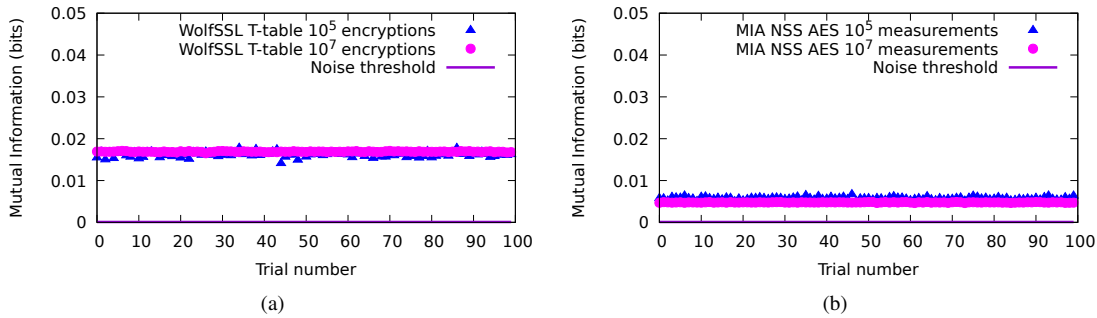 0.05
0.04
0.03
0.02
0.01
0
Mutual Information (bits)
WolfSSL T-table 10⁵ encryptions
WolfSSL T-table 10⁷ encryptions
Noise threshold
0 10 20 30 40 50 60 70 80 90 100
Trial number
(a)
0.05
0.04
0.03
0.02
0.01
0
Mutual Information (bits)
MIA NSS AES 10⁵ measurements
MIA NSS AES 10⁷ measurements
Noise threshold
0 10 20 30 40 50 60 70 80 90 100
Trial number
(b)